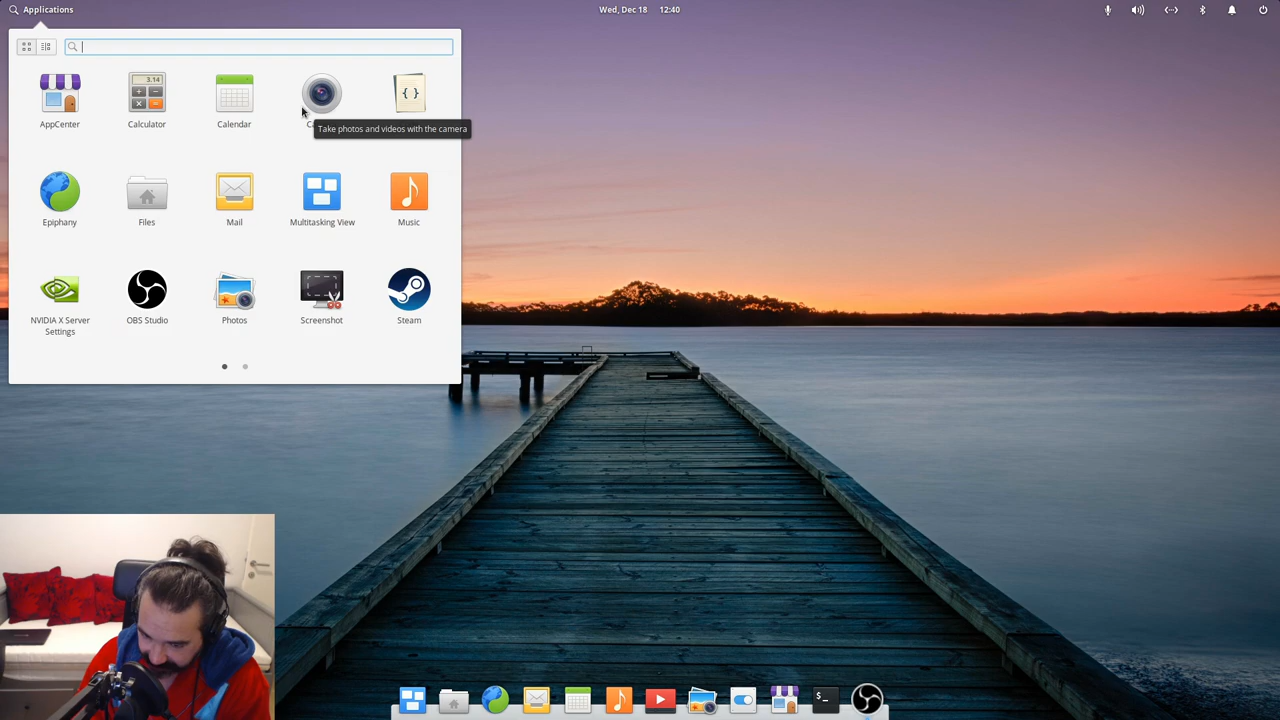 Applications
Wed, Dec 18 12:40
3.14
{ }
AppCenter
Calculator
Calendar
Take photos and videos with the camera
Epiphany
Files
Mail
Multitasking View
Music
NVIDIA X Server
Settings
OBS Studio
Photos
Screenshot
Steam
$_